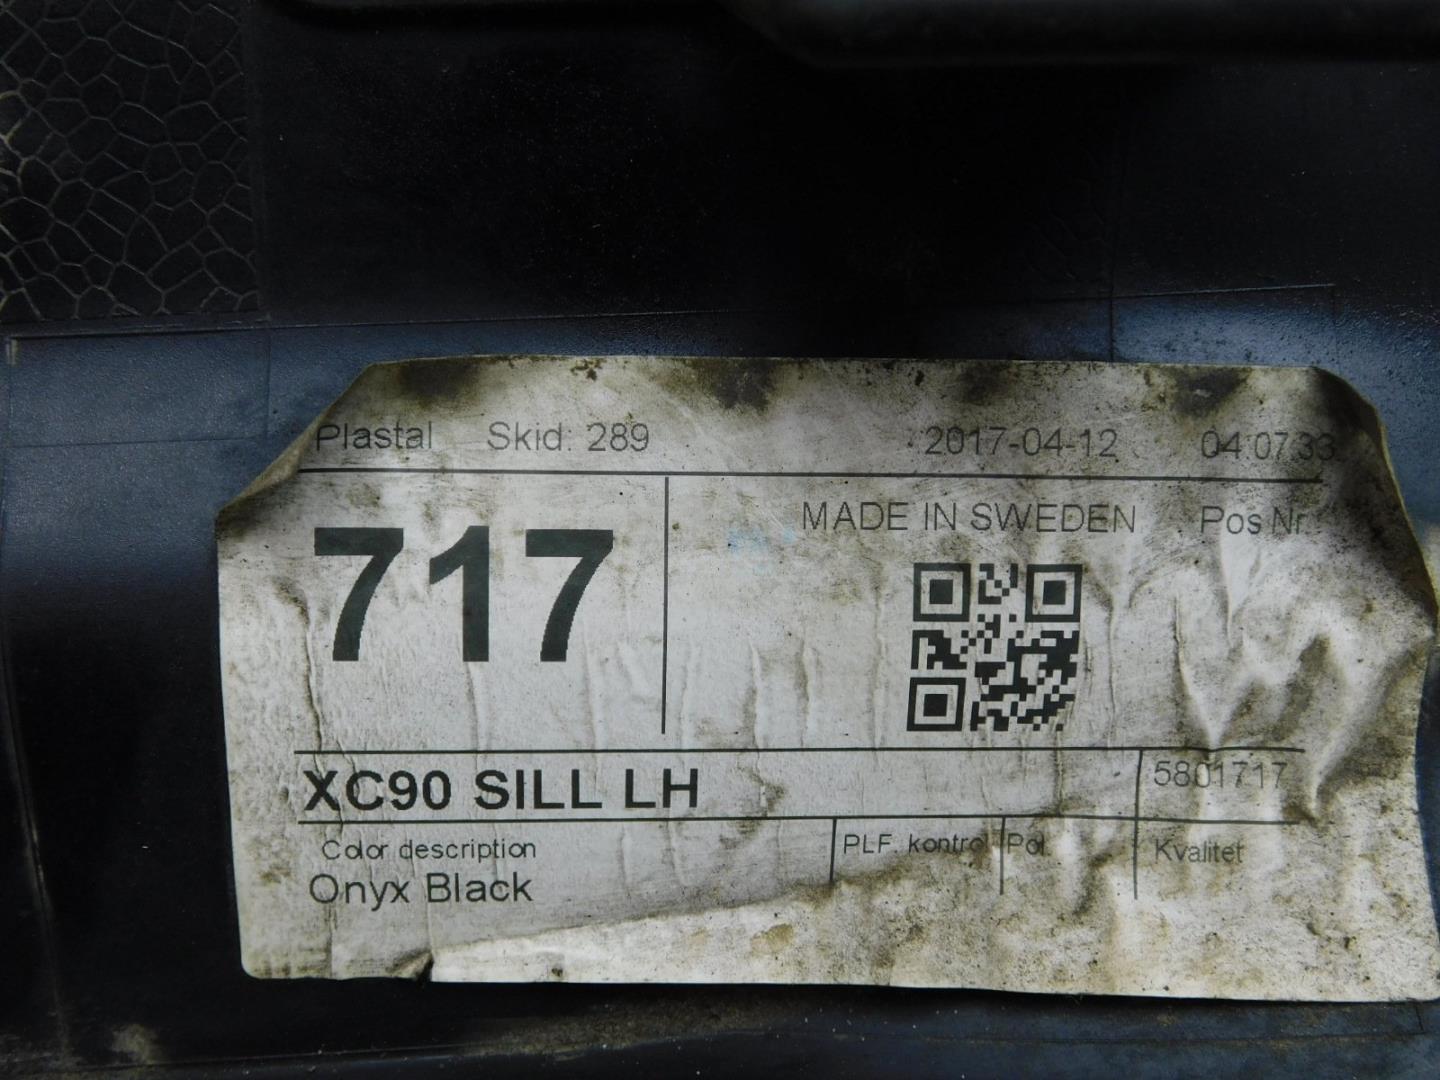 Plastal Skid: 289 2017-04-12 04:07:33
717 MADE IN SWEDEN Pos Nr.
XC90 SILL LH 5801717
Color description PLF. kontrol Pol. Kvalitet
Onyx Black